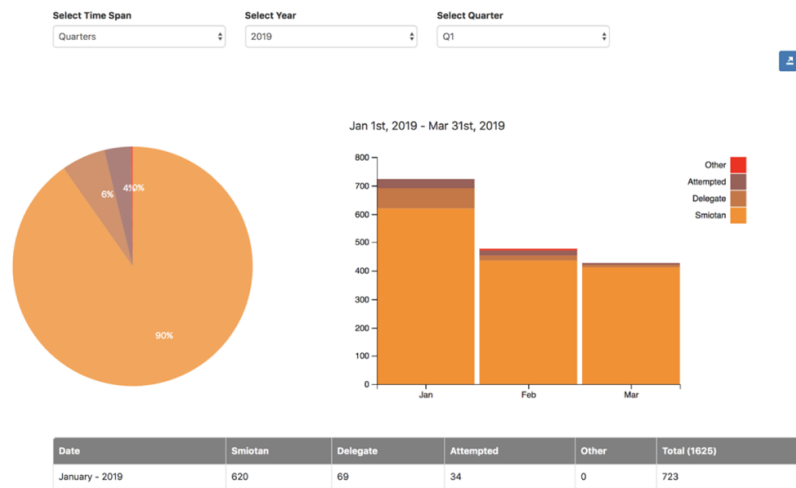 Select Time Span Select Year Select Quarter
Quarters 2019 Q1
Jan 1st, 2019 - Mar 31st, 2019
800
700
600
500
400
300
200
100
0
Jan Feb Mar
Other
Attempted
Delegate
Smiotan
6%
4%
0%
90%
Date Smiotan Delegate Attempted Other Total (1625)
January - 2019 620 69 34 0 723